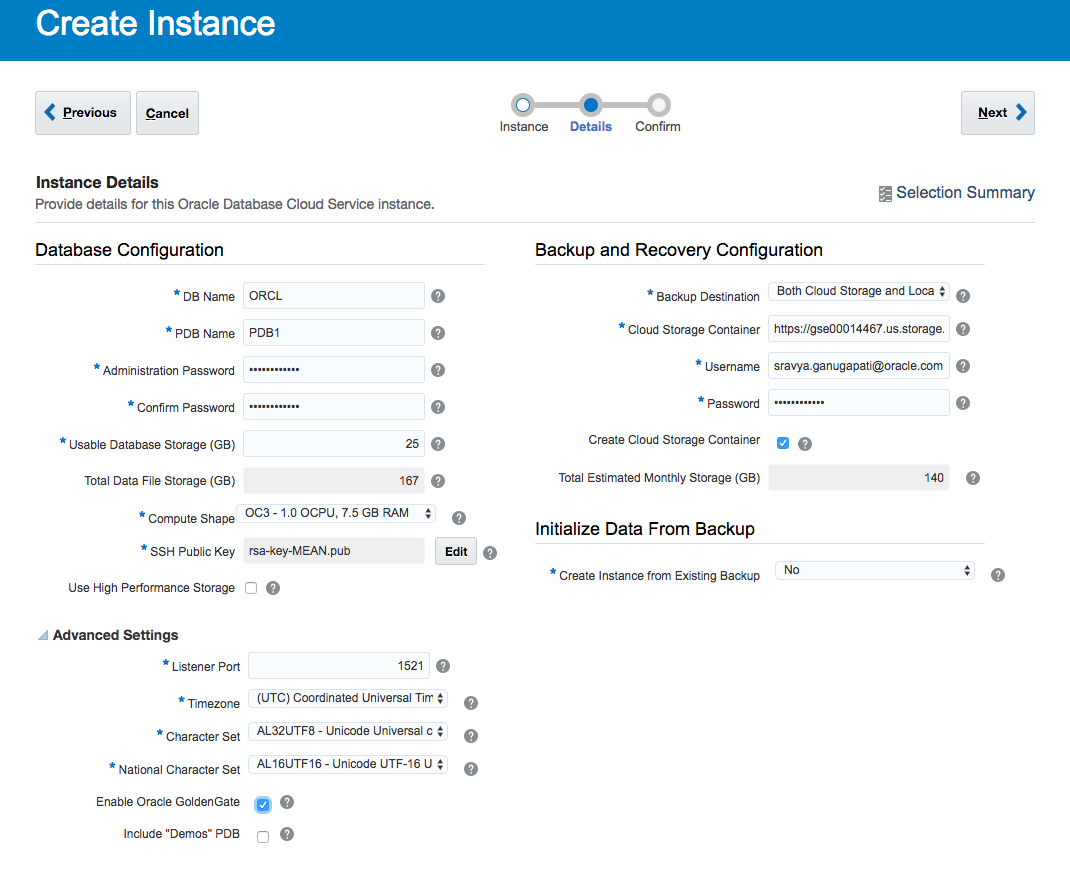 Create Instance
Previous
Cancel
Instance
Details
Confirm
Next
Instance Details
Provide details for this Oracle Database Cloud Service instance.
Selection Summary
Database Configuration
* DB Name ORCL ?
* PDB Name PDB1 ?
* Administration Password •••••••••••• ?
* Confirm Password •••••••••••• ?
* Usable Database Storage (GB) 25 ?
Total Data File Storage (GB) 167 ?
* Compute Shape OC3 - 1.0 OCPU, 7.5 GB RAM ?
* SSH Public Key rsa-key-MEAN.pub Edit ?
Use High Performance Storage ?
Advanced Settings
* Listener Port 1521 ?
* Timezone (UTC) Coordinated Universal Tim ?
* Character Set AL32UTF8 - Unicode Universal c ?
* National Character Set AL16UTF16 - Unicode UTF-16 U ?
Enable Oracle GoldenGate ?
Include "Demos" PDB ?
Backup and Recovery Configuration
* Backup Destination Both Cloud Storage and Loca ?
* Cloud Storage Container https://gse00014467.us.storage. ?
* Username sravya.ganugapati@oracle.com ?
* Password •••••••••••• ?
Create Cloud Storage Container ?
Total Estimated Monthly Storage (GB) 140 ?
Initialize Data From Backup
* Create Instance from Existing Backup No ?